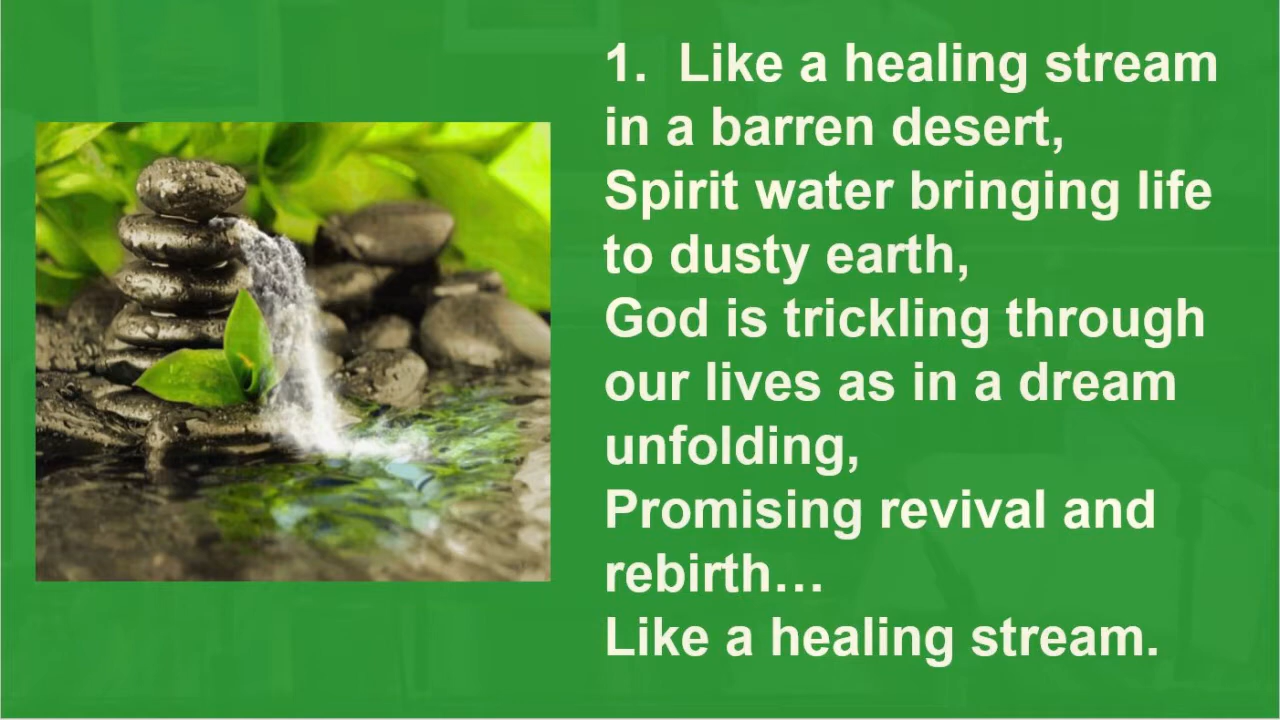 1.  Like a healing stream
in a barren desert,
Spirit water bringing life
to dusty earth,
God is trickling through
our lives as in a dream
unfolding,
Promising revival and
rebirth…
Like a healing stream.